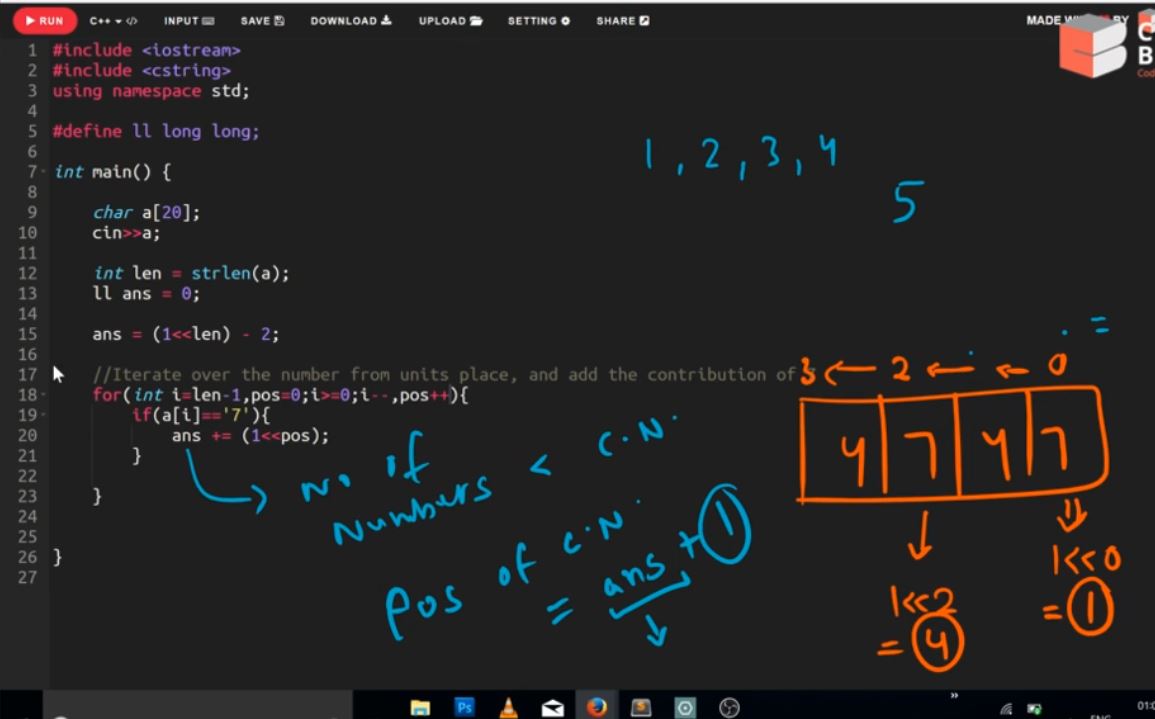 RUN C++ </> INPUT SAVE DOWNLOAD UPLOAD SETTING SHARE MADE
1 #include <iostream>
2 #include <cstring>
3 using namespace std;
4
5 #define ll long long;
6
7 int main() {
8
9 char a[20];
10 cin>>a;
11
12 int len = strlen(a);
13 ll ans = 0;
14
15 ans = (1<<len) - 2;
16
17 //Iterate over the number from units place, and add the contribution of
18 for(int i=len-1,pos=0;i>=0;i--,pos++){
19 if(a[i]=='7'){
20 ans += (1<<pos);
21 }
22
23 }
24
25
26 }
27
1, 2, 3, 4
5
. =
3 ← 2 ← ← 0
4 7 4 7
No of
Numbers < C.N.
Pos of C.N.
= ans + 1
1<<0
= 1
1<<2
= 4
Ps